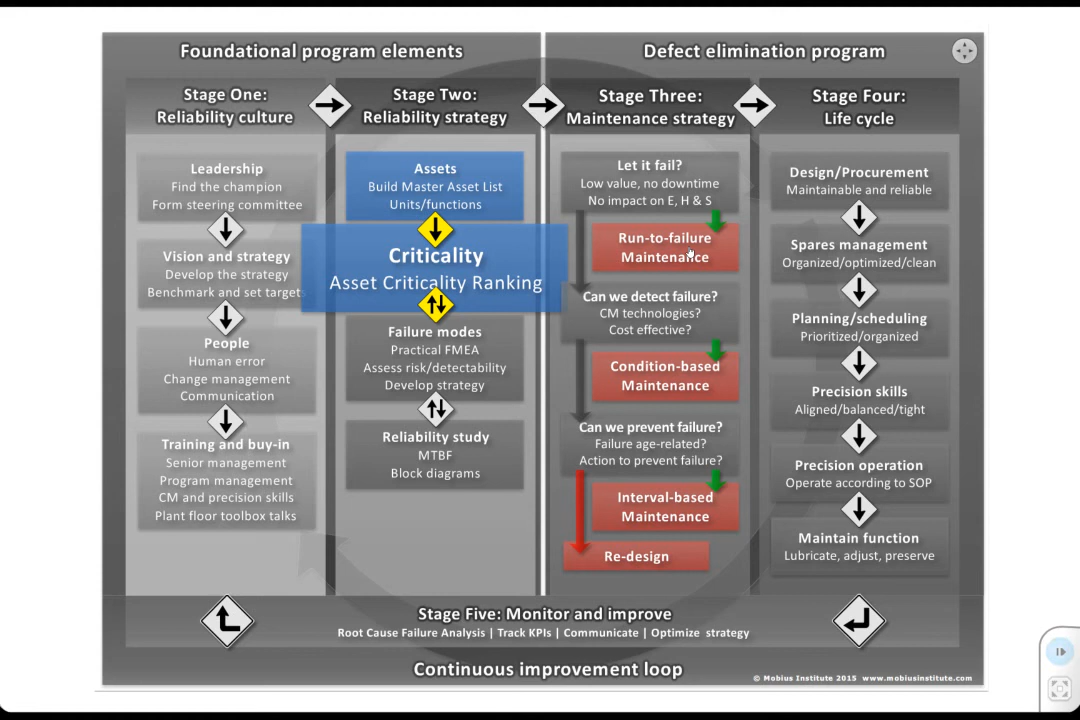 Foundational program elements
Defect elimination program
Stage One:
Reliability culture
Stage Two:
Reliability strategy
Stage Three:
Maintenance strategy
Stage Four:
Life cycle
Leadership
Find the champion
Form steering committee
Vision and strategy
Develop the strategy
Benchmark and set targets
People
Human error
Change management
Communication
Training and buy-in
Senior management
Program management
CM and precision skills
Plant floor toolbox talks
Assets
Build Master Asset List
Units/functions
Criticality
Asset Criticality Ranking
Failure modes
Practical FMEA
Assess risk/detectability
Develop strategy
Reliability study
MTBF
Block diagrams
Let it fail?
Low value, no downtime
No impact on E, H & S
Run-to-failure
Maintenance
Can we detect failure?
CM technologies?
Cost effective?
Condition-based
Maintenance
Can we prevent failure?
Failure age-related?
Action to prevent failure?
Interval-based
Maintenance
Re-design
Design/Procurement
Maintainable and reliable
Spares management
Organized/optimized/clean
Planning/scheduling
Prioritized/organized
Precision skills
Aligned/balanced/tight
Precision operation
Operate according to SOP
Maintain function
Lubricate, adjust, preserve
Stage Five: Monitor and improve
Root Cause Failure Analysis | Track KPIs | Communicate | Optimize strategy
Continuous improvement loop
© Mobius Institute 2015 www.mobiusinstitute.com